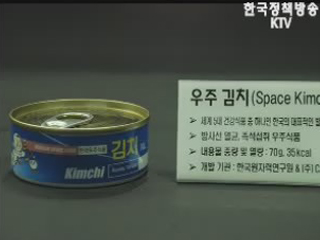 한국정책방송
KTV
우주 김치(Space Kimc
➤ 세계 5대 건강식품 중 하나인 한국의 대표적인 발
➤ 방사선 멸균, 즉석섭취 우주식품
➤ 내용물 중량 및 열량 : 70g, 35kcal
➤ 개발 기관 : 한국원자력연구원 & ㈜C
김치
Kimchi